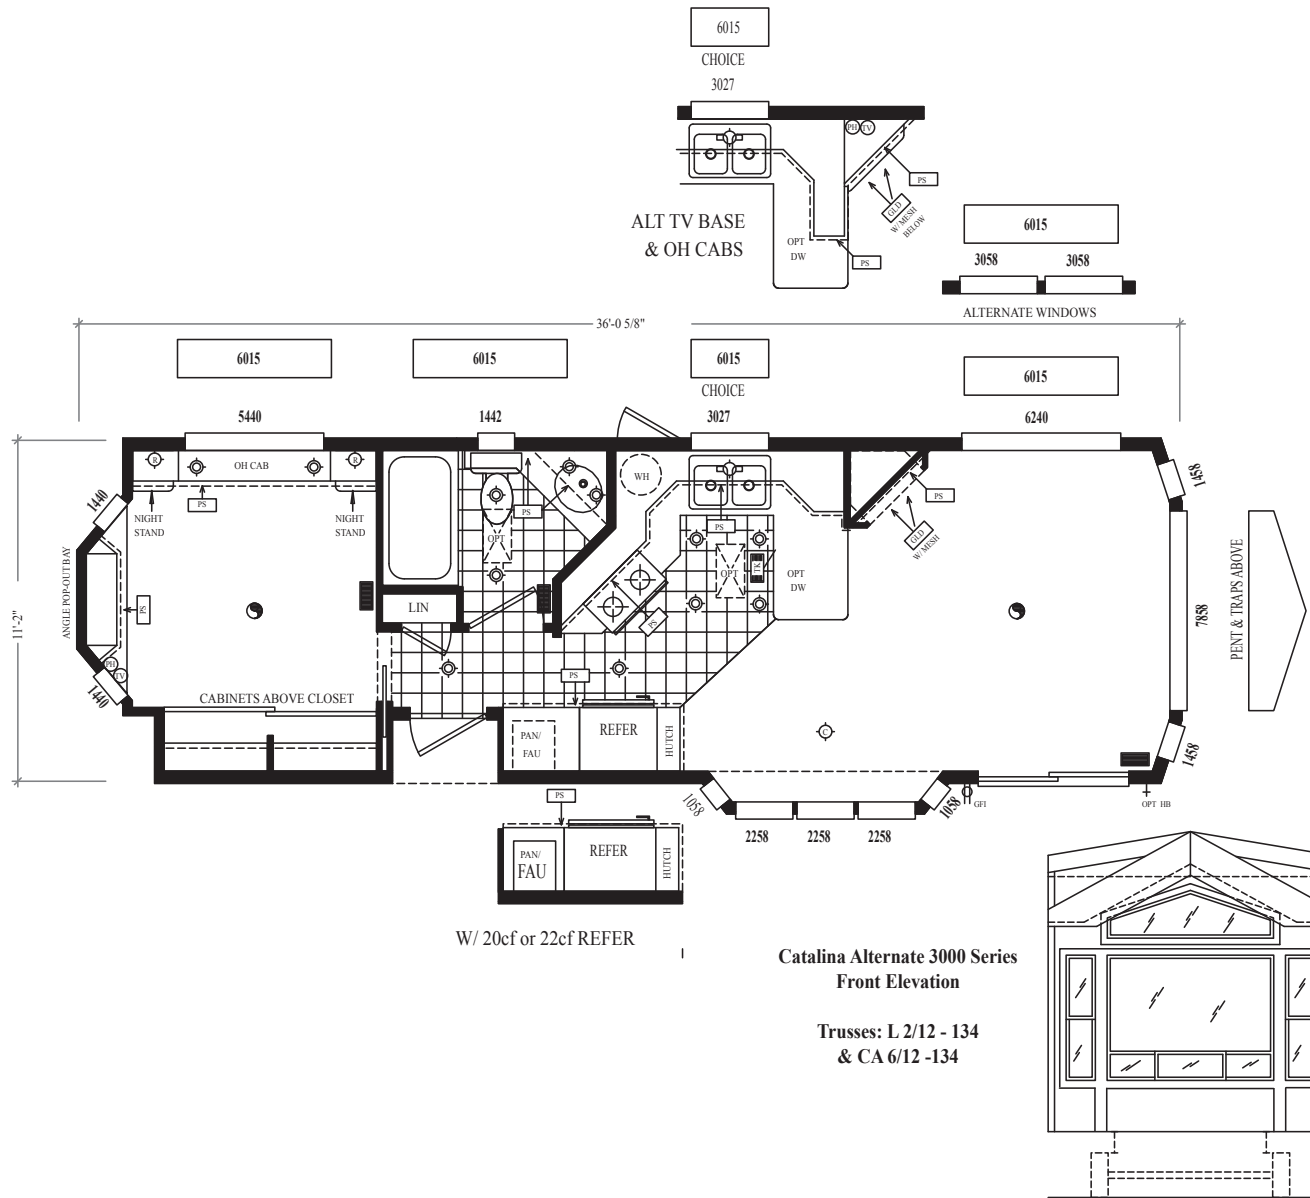 6015
CHOICE
3027
PH TV
PS
GLD
W/ MESH
BELOW
ALT TV BASE
& OH CABS
OPT
DW
PS
6015
3058 3058
ALTERNATE WINDOWS
36'-0 5/8"
6015 6015 6015 6015
CHOICE
5440 1442 3027 6240
R OH CAB R
WH
1458
1440
NIGHT
STAND
PS
NIGHT
STAND
PS
OPT
PS
PS
GLD
W/ MESH
OPT
TK
OPT
DW
ANGLE POP-OUT BAY
PS
11'-2"
LIN
PS
7858
PENT & TRAPS ABOVE
PH
TV
1440
CABINETS ABOVE CLOSET
PS
PAN/
FAU
REFER
HUTCH
C
1458
1058
2258 2258 2258
1058
GFI
OPT HB
PS
PAN/
FAU
REFER
HUTCH
W/ 20cf or 22cf REFER
Catalina Alternate 3000 Series
Front Elevation
Trusses: L 2/12 - 134
& CA 6/12 -134